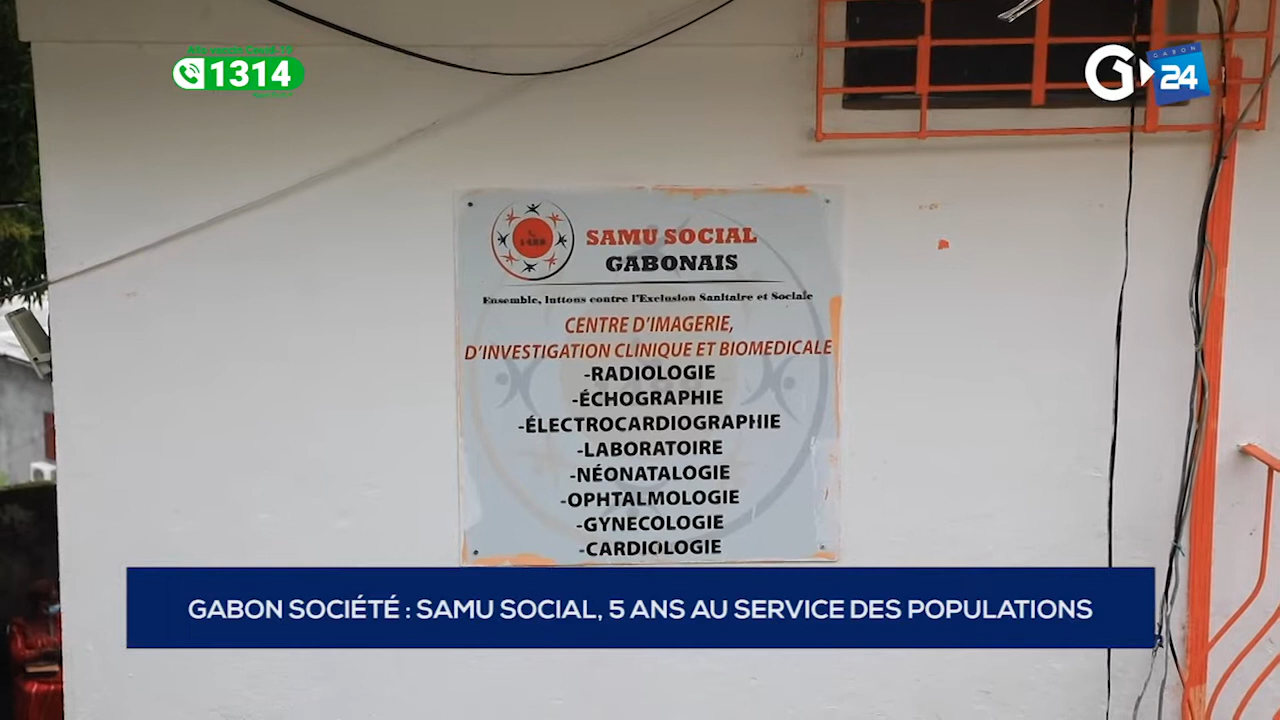 1314
GABON
24
1488
SAMU SOCIAL
GABONAIS
Ensemble, luttons contre l'Exclusion Sanitaire et Sociale
CENTRE D'IMAGERIE,
D'INVESTIGATION CLINIQUE ET BIOMEDICALE
-RADIOLOGIE
-ÉCHOGRAPHIE
-ÉLECTROCARDIOGRAPHIE
-LABORATOIRE
-NÉONATALOGIE
-OPHTALMOLOGIE
-GYNECOLOGIE
-CARDIOLOGIE
GABON SOCIÉTÉ : SAMU SOCIAL, 5 ANS AU SERVICE DES POPULATIONS